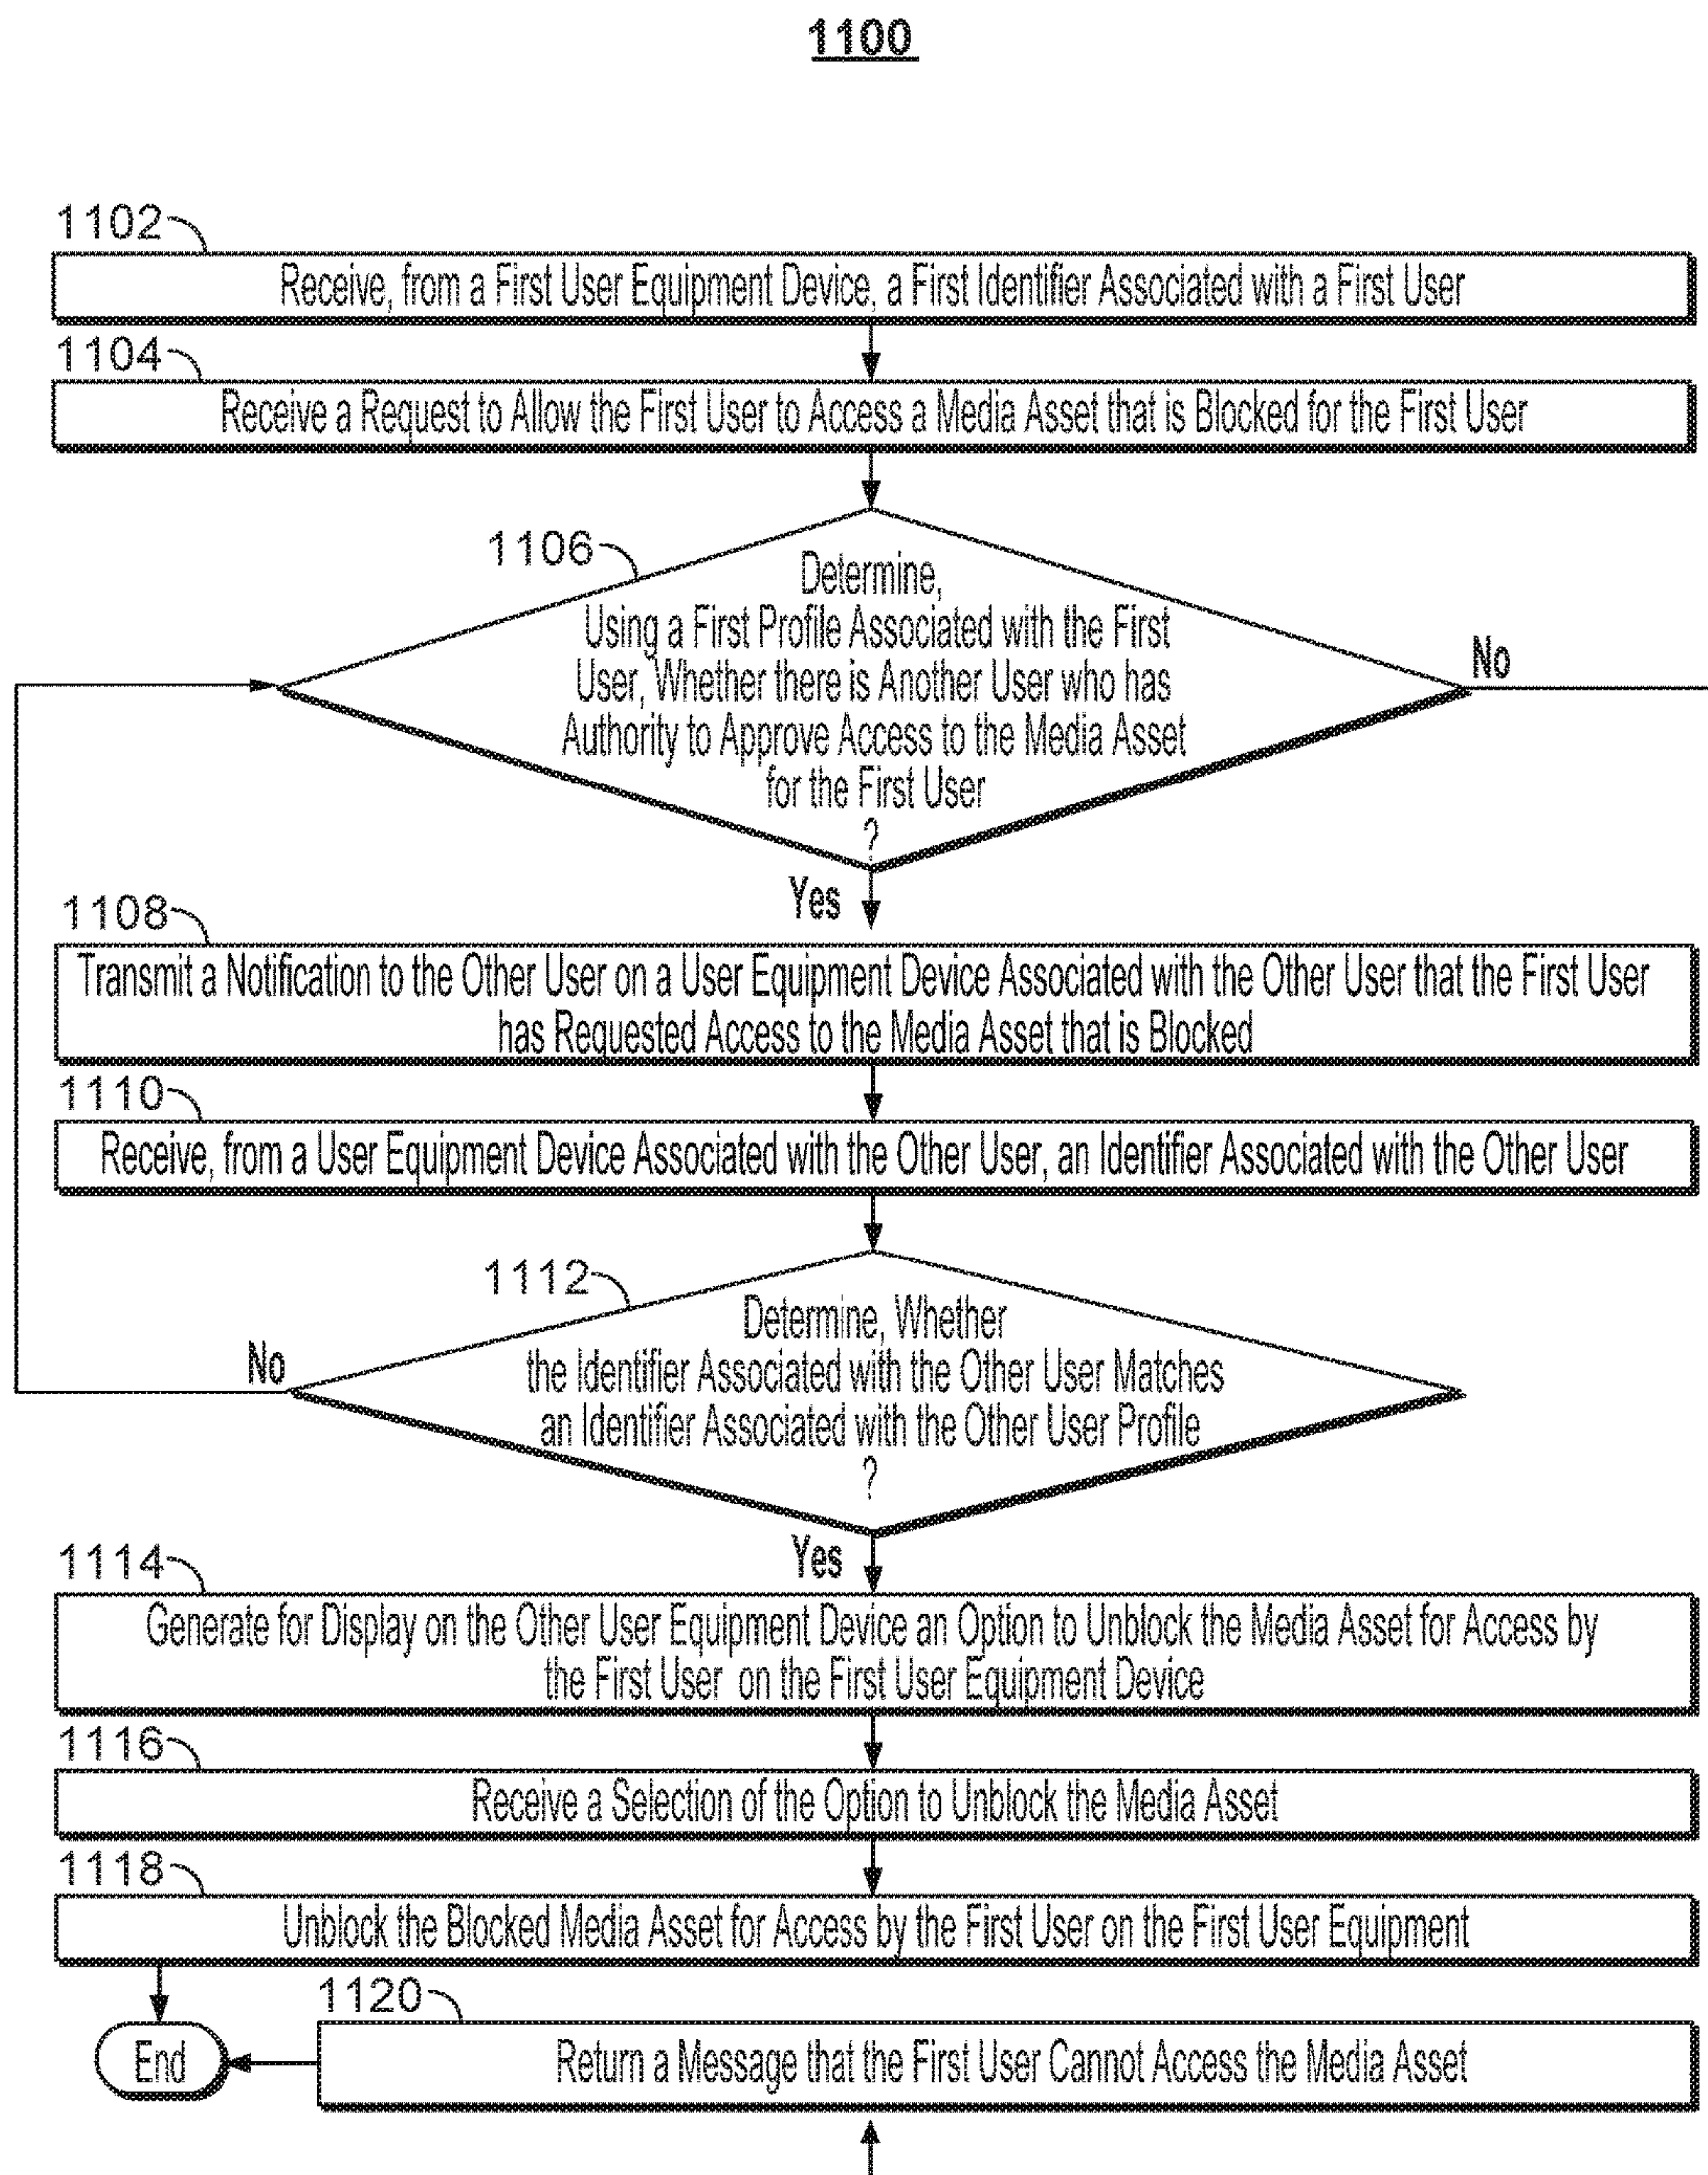 1100
1102
Receive, from a First User Equipment Device, a First Identifier Associated with a First User
1104
Receive a Request to Allow the First User to Access a Media Asset that is Blocked for the First User
1106
Determine,
Using a First Profile Associated with the First
User, Whether there is Another User who has
Authority to Approve Access to the Media Asset
for the First User
?
No
Yes
1108
Transmit a Notification to the Other User on a User Equipment Device Associated with the Other User that the First User
has Requested Access to the Media Asset that is Blocked
1110
Receive, from a User Equipment Device Associated with the Other User, an Identifier Associated with the Other User
1112
Determine, Whether
the Identifier Associated with the Other User Matches
an Identifier Associated with the Other User Profile
?
No
Yes
1114
Generate for Display on the Other User Equipment Device an Option to Unblock the Media Asset for Access by
the First User on the First User Equipment Device
1116
Receive a Selection of the Option to Unblock the Media Asset
1118
Unblock the Blocked Media Asset for Access by the First User on the First User Equipment
1120
End
Return a Message that the First User Cannot Access the Media Asset